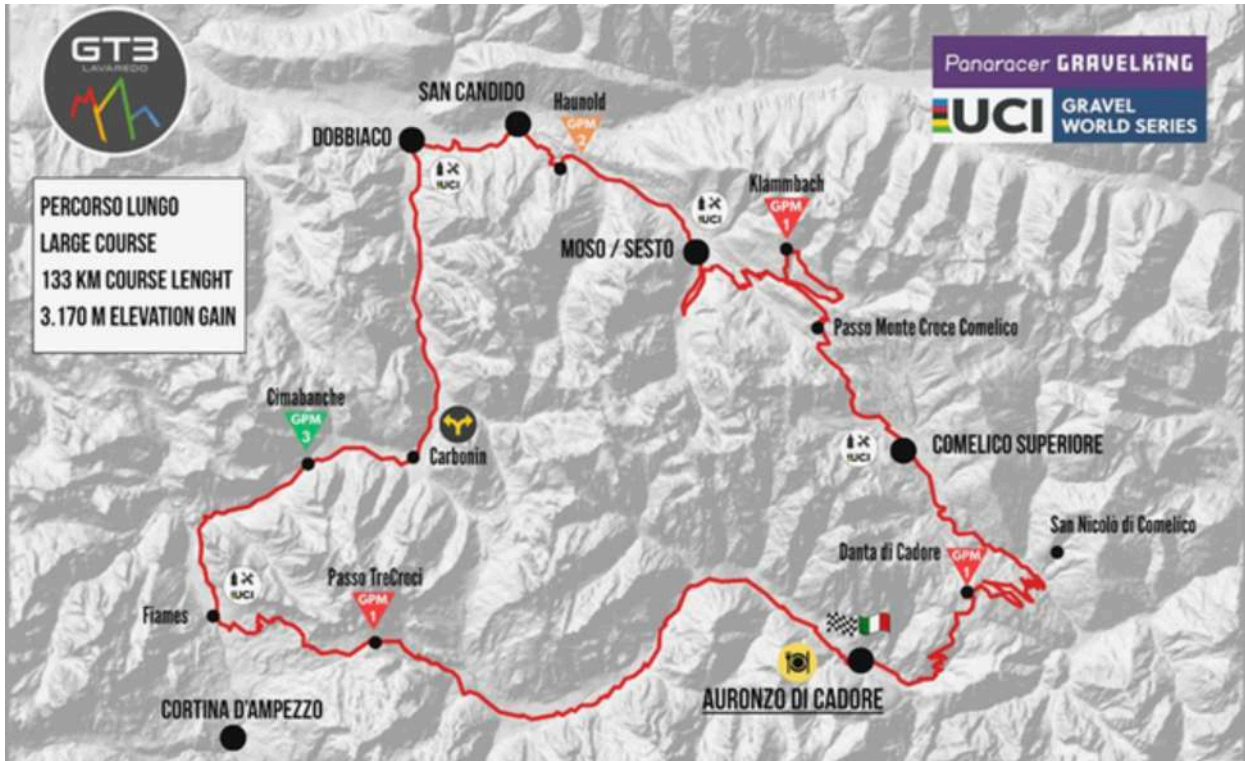 GT3
LAVAREDO
Panaracer GRAVELKING
UCI
GRAVEL
WORLD SERIES
PERCORSO LUNGO
LARGE COURSE
133 KM COURSE LENGHT
3.170 M ELEVATION GAIN
SAN CANDIDO
Haunold
GPM
2
DOBBIACO
UCI
Klammbach
GPM
1
UCI
MOSO / SESTO
Passo Monte Croce Comelico
Cimabanche
GPM
3
Carbonin
UCI
COMELICO SUPERIORE
San Nicolò di Comelico
Danta di Cadore
GPM
1
Passo TreCroci
GPM
1
UCI
Fiames
AURONZO DI CADORE
CORTINA D'AMPEZZO